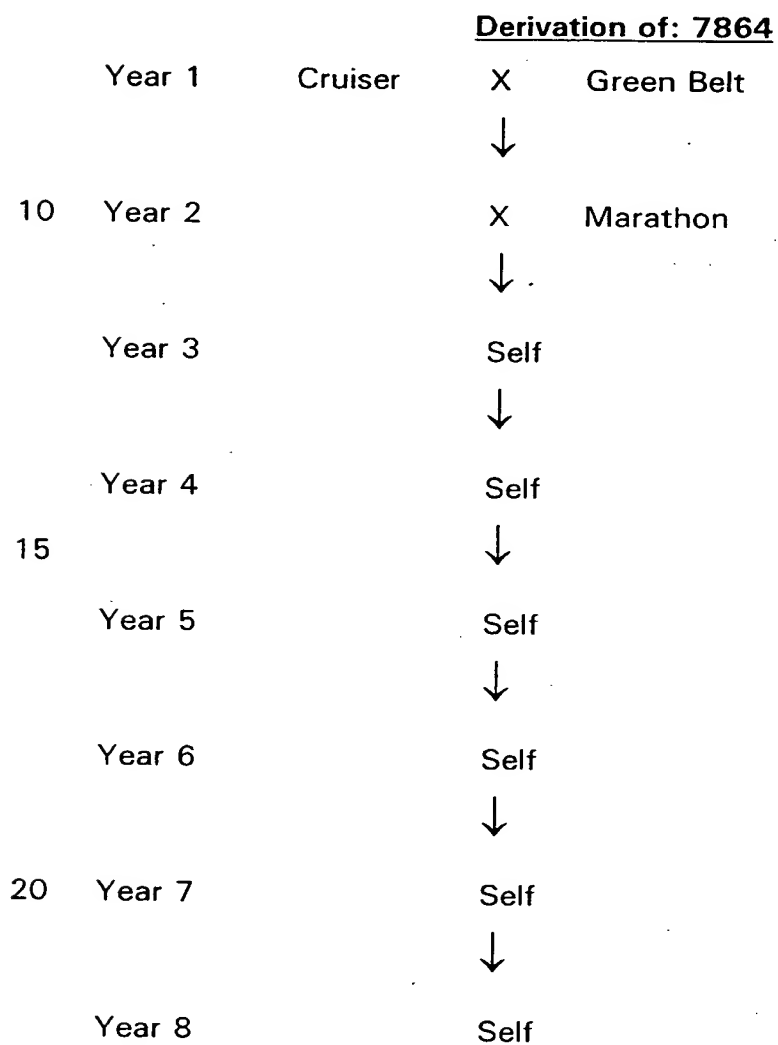 Derivation of: 7864
Year 1 Cruiser X Green Belt
↓
10 Year 2 X Marathon
↓
Year 3 Self
↓
Year 4 Self
15 ↓
Year 5 Self
↓
Year 6 Self
↓
20 Year 7 Self
↓
Year 8 Self